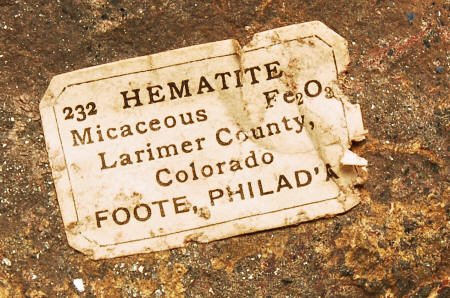 232 HEMATITE
Micaceous Fe₂O₃
Larimer County,
Colorado
FOOTE, PHILAD'A